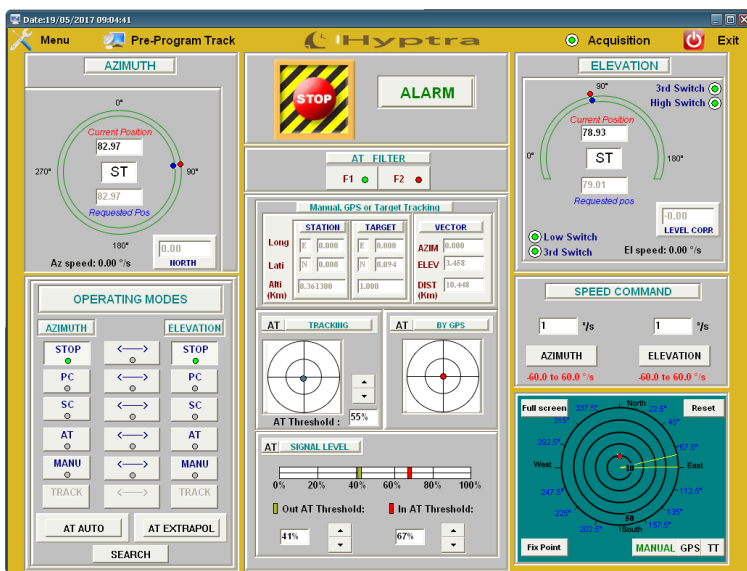 Date:19/05/2017 09:04:41
Menu
Pre-Program Track
Hyptra
Acquisition
Exit
AZIMUTH
0°
Current Position
82.97
270°
ST
90°
82.97
Requested Pos
180°
0.00
NORTH
Az speed: 0.00 °/s
STOP
ALARM
AT FILTER
F1
F2
ELEVATION
90°
3rd Switch
High Switch
Current Position
78.93
0°
ST
180°
79.01
Requested pos
-0.00
LEVEL CORR
Low Switch
3rd Switch
El speed: 0.00 °/s
Manual, GPS or Target Tracking
STATION TARGET VECTOR
Long E 0.000 E 0.000 AZIM 0.000
Lati N 0.000 N 0.094 ELEV 3.458
Alti (Km) 0.361300 1.000 DIST (Km) 10.448
OPERATING MODES
AZIMUTH ELEVATION
STOP <---> STOP
PC <---> PC
SC <---> SC
AT <---> AT
MANU <---> MANU
TRACK <---> TRACK
AT AUTO AT EXTRAPOL
SEARCH
AT TRACKING
AT Threshold : 55%
AT BY GPS
AT SIGNAL LEVEL
0% 20% 40% 60% 80% 100%
Out AT Threshold: In AT Threshold:
41% 67%
SPEED COMMAND
1 °/s 1 °/s
AZIMUTH ELEVATION
-60.0 to 60.0 °/s -60.0 to 60.0 °/s
Full screen
Reset
North
337.5° 22.5°
315° 45°
292.5° 67.5°
West 10 East
247.5° 112.5°
225° 50 135°
202.5° South 157.5°
Fix Point
MANUAL GPS TT